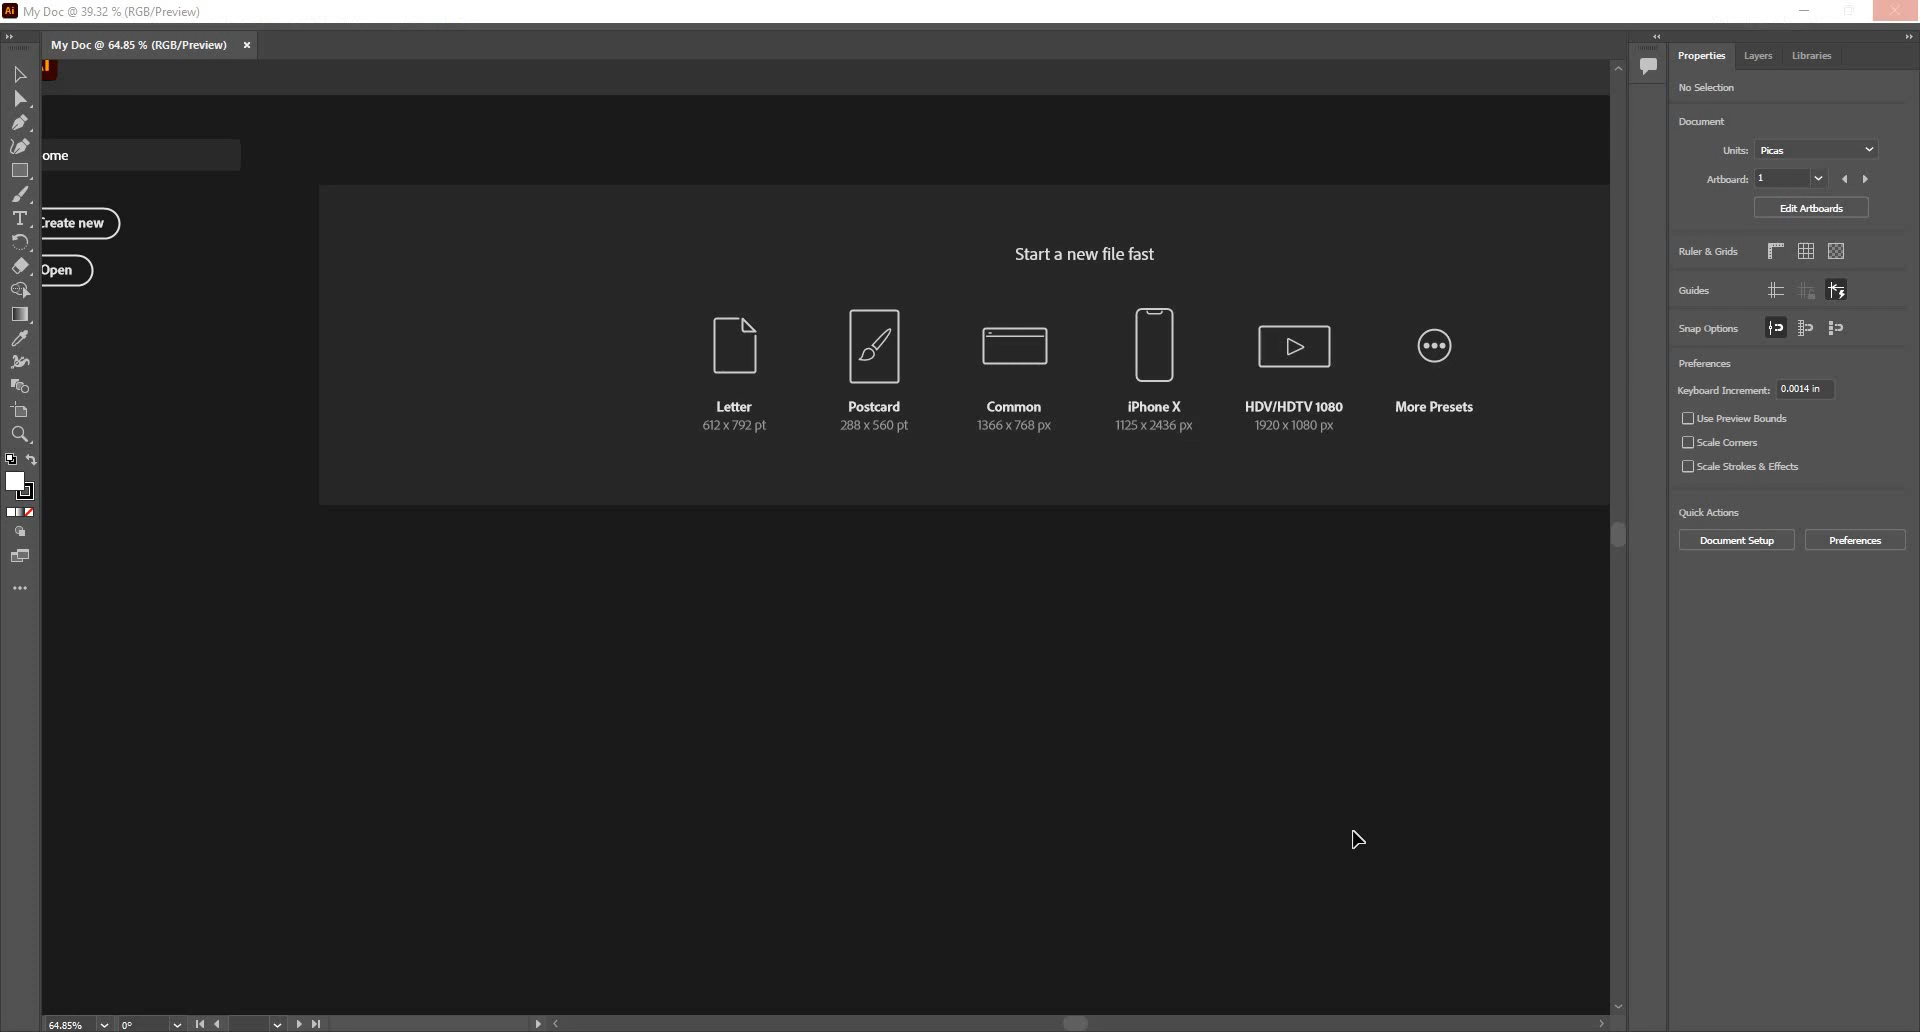 Ai My Doc @ 39.32 % (RGB/Preview)
My Doc @ 64.85 % (RGB/Preview) ×
Properties Layers Libraries
No Selection
Document
Units: Picas
Artboard: 1
Edit Artboards
Ruler & Grids
Guides
Snap Options
Preferences
Keyboard Increment: 0.0014 in
Use Preview Bounds
Scale Corners
Scale Strokes & Effects
Quick Actions
Document Setup Preferences
ome
Create new
Open
Start a new file fast
Letter
612 x 792 pt
Postcard
288 x 560 pt
Common
1366 x 768 px
iPhone X
1125 x 2436 px
HDV/HDTV 1080
1920 x 1080 px
More Presets
64.85% 0°